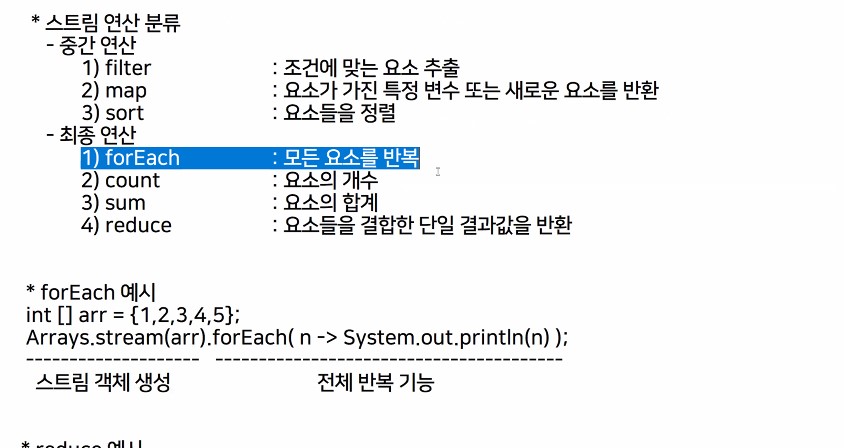 * 스트림 연산 분류
- 중간 연산
1) filter : 조건에 맞는 요소 추출
2) map : 요소가 가진 특정 변수 또는 새로운 요소를 반환
3) sort : 요소들을 정렬
- 최종 연산
1) forEach : 모든 요소를 반복
2) count : 요소의 개수
3) sum : 요소의 합계
4) reduce : 요소들을 결합한 단일 결과값을 반환
* forEach 예시
int [] arr = {1,2,3,4,5};
Arrays.stream(arr).forEach( n -> System.out.println(n) );
-------------------- ----------------------------------------
스트림 객체 생성 전체 반복 기능
* reduce 예시